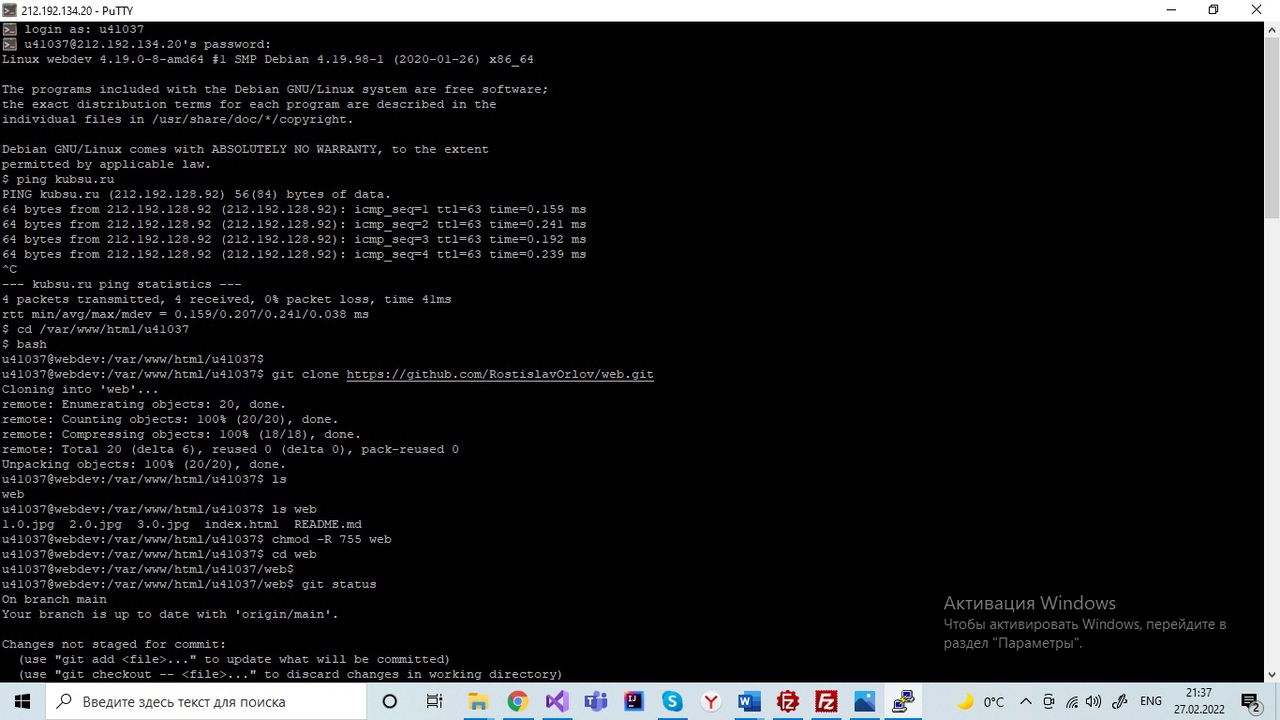 212.192.134.20 - PuTTY
login as: u41037
u41037@212.192.134.20's password:
Linux webdev 4.19.0-8-amd64 #1 SMP Debian 4.19.98-1 (2020-01-26) x86_64
The programs included with the Debian GNU/Linux system are free software;
the exact distribution terms for each program are described in the
individual files in /usr/share/doc/*/copyright.
Debian GNU/Linux comes with ABSOLUTELY NO WARRANTY, to the extent
permitted by applicable law.
$ ping kubsu.ru
PING kubsu.ru (212.192.128.92) 56(84) bytes of data.
64 bytes from 212.192.128.92 (212.192.128.92): icmp_seq=1 ttl=63 time=0.159 ms
64 bytes from 212.192.128.92 (212.192.128.92): icmp_seq=2 ttl=63 time=0.241 ms
64 bytes from 212.192.128.92 (212.192.128.92): icmp_seq=3 ttl=63 time=0.192 ms
64 bytes from 212.192.128.92 (212.192.128.92): icmp_seq=4 ttl=63 time=0.239 ms
^C
--- kubsu.ru ping statistics ---
4 packets transmitted, 4 received, 0% packet loss, time 41ms
rtt min/avg/max/mdev = 0.159/0.207/0.241/0.038 ms
$ cd /var/www/html/u41037
$ bash
u41037@webdev:/var/www/html/u41037$
u41037@webdev:/var/www/html/u41037$ git clone https://github.com/RostislavOrlov/web.git
Cloning into 'web'...
remote: Enumerating objects: 20, done.
remote: Counting objects: 100% (20/20), done.
remote: Compressing objects: 100% (18/18), done.
remote: Total 20 (delta 6), reused 0 (delta 0), pack-reused 0
Unpacking objects: 100% (20/20), done.
u41037@webdev:/var/www/html/u41037$ ls
web
u41037@webdev:/var/www/html/u41037$ ls web
1.0.jpg  2.0.jpg  3.0.jpg  index.html  README.md
u41037@webdev:/var/www/html/u41037$ chmod -R 755 web
u41037@webdev:/var/www/html/u41037$ cd web
u41037@webdev:/var/www/html/u41037/web$
u41037@webdev:/var/www/html/u41037/web$ git status
On branch main
Your branch is up to date with 'origin/main'.
Changes not staged for commit:
(use "git add <file>..." to update what will be committed)
(use "git checkout -- <file>..." to discard changes in working directory)
Активация Windows
Чтобы активировать Windows, перейдите в
раздел "Параметры".
Введите здесь текст для поиска
0°C
ENG
21:37
27.02.2022
2